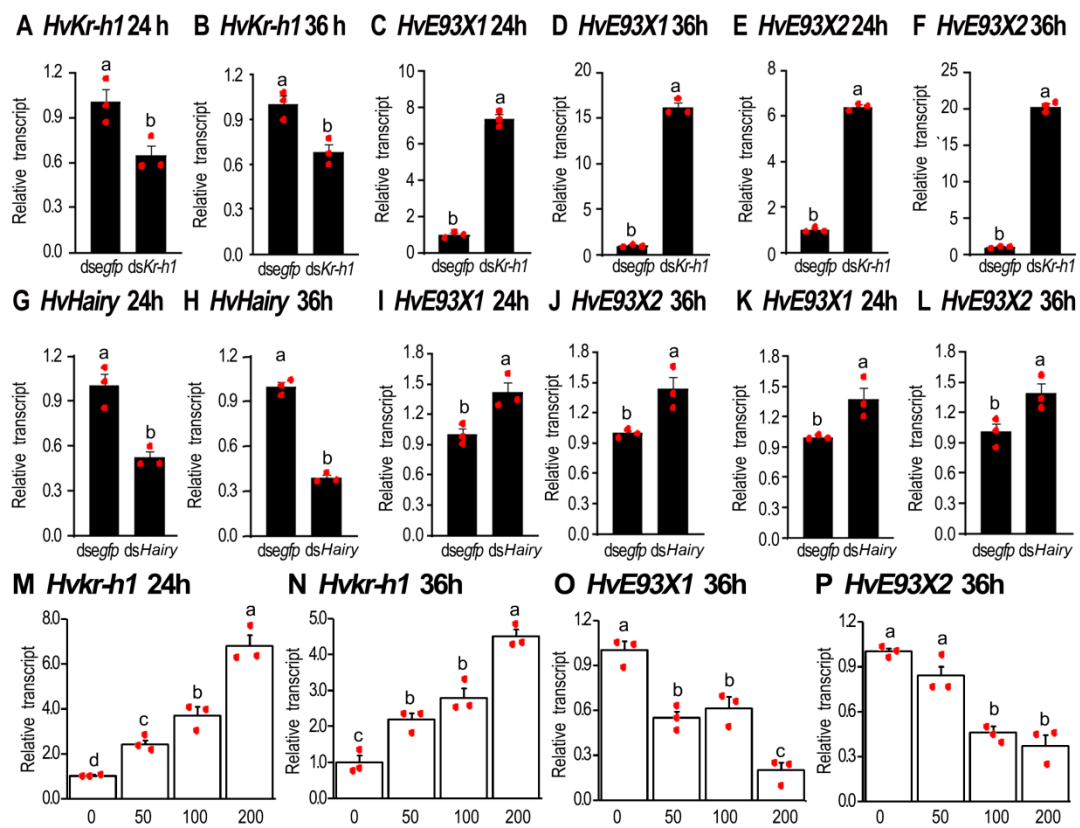 A HvKr-h1 24 h B HvKr-h1 36 h C HvE93X1 24h D HvE93X1 36h E HvE93X2 24h F HvE93X2 36h
Relative transcript 1.2 0.9 0.6 0.3 0.0 a b
Relative transcript 1.2 0.9 0.6 0.3 0.0 a b
Relative transcript 10 8 6 4 2 0 b a
Relative transcript 20 15 10 5 0 b a
Relative transcript 8 6 4 2 0 b a
Relative transcript 25 20 15 10 5 0 b a
dsegfp dsKr-h1 dsegfp dsKr-h1 dsegfp dsKr-h1 dsegfp dsKr-h1 dsegfp dsKr-h1 dsegfp dsKr-h1
G HvHairy 24h H HvHairy 36h I HvE93X1 24h J HvE93X2 36h K HvE93X1 24h L HvE93X2 36h
Relative transcript 1.2 0.9 0.6 0.3 0.0 a b
Relative transcript 1.2 0.9 0.6 0.3 0.0 a b
Relative transcript 1.8 1.5 1.2 0.9 0.6 0.3 0.0 b a
Relative transcript 1.8 1.5 1.2 0.9 0.6 0.3 0.0 b a
Relative transcript 1.8 1.6 1.4 1.2 1.0 0.8 0.6 0.4 0.2 0.0 b a
Relative transcript 1.8 1.5 1.2 0.9 0.6 0.3 0.0 b a
dsegfp dsHairy dsegfp dsHairy dsegfp dsHairy dsegfp dsHairy dsegfp dsHairy dsegfp dsHairy
M Hvkr-h1 24h N Hvkr-h1 36h O HvE93X1 36h P HvE93X2 36h
Relative transcript 8.0 6.0 4.0 2.0 0.0 d c b a
Relative transcript 5.0 4.0 3.0 2.0 1.0 0.0 c b b a
Relative transcript 1.2 0.9 0.6 0.3 0.0 a b b c
Relative transcript 1.2 0.9 0.6 0.3 0.0 a a b b
0 50 100 200 0 50 100 200 0 50 100 200 0 50 100 200